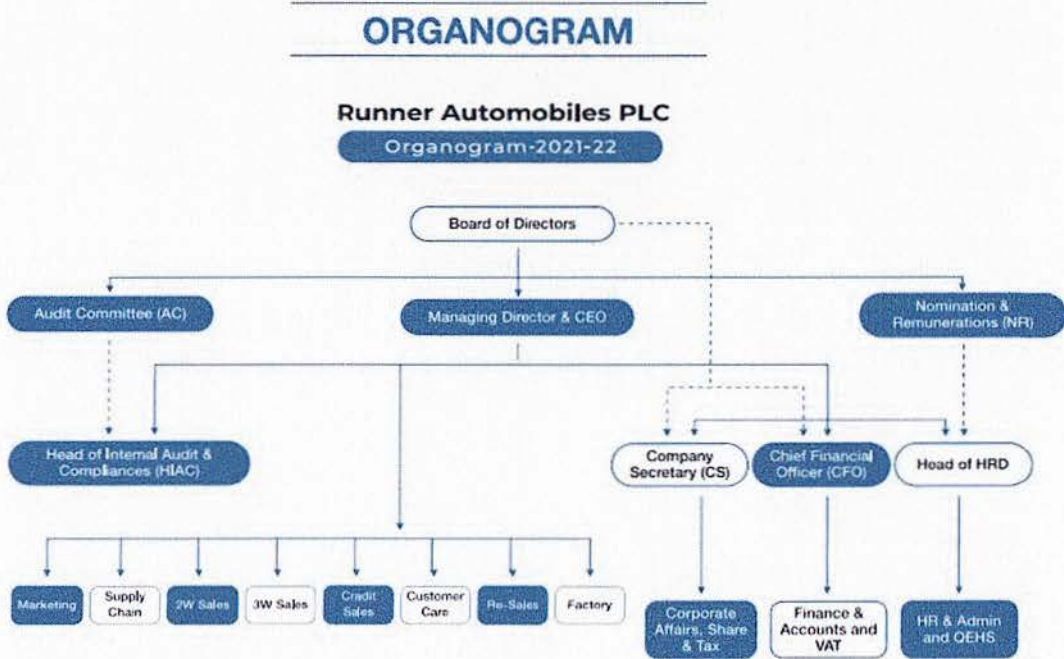 ORGANOGRAM
Runner Automobiles PLC
Organogram-2021-22
Board of Directors
Audit Committee (AC)
Managing Director & CEO
Nomination &
Remunerations (NR)
Head of Internal Audit &
Compliances (HIAC)
Company
Secretary (CS)
Chief Financial
Officer (CFO)
Head of HRD
Marketing
Supply
Chain
2W Sales
3W Sales
Credit
Sales
Customer
Care
Re-Sales
Factory
Corporate
Affairs, Share
& Tax
Finance &
Accounts and
VAT
HR & Admin
and QEHS